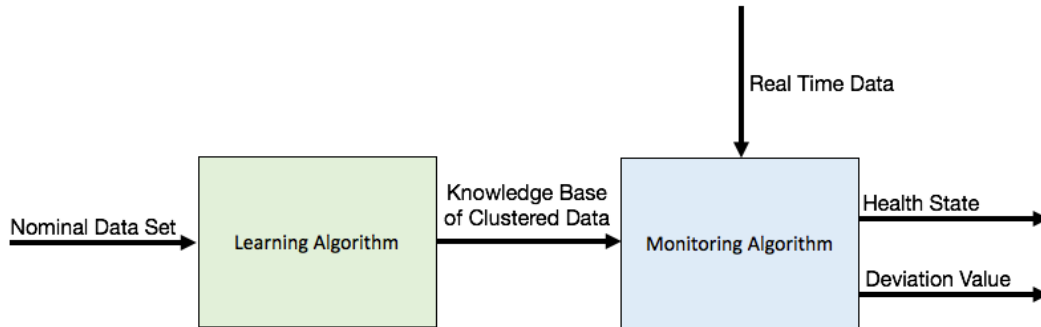 Real Time Data
Nominal Data Set
Learning Algorithm
Knowledge Base
of Clustered Data
Monitoring Algorithm
Health State
Deviation Value